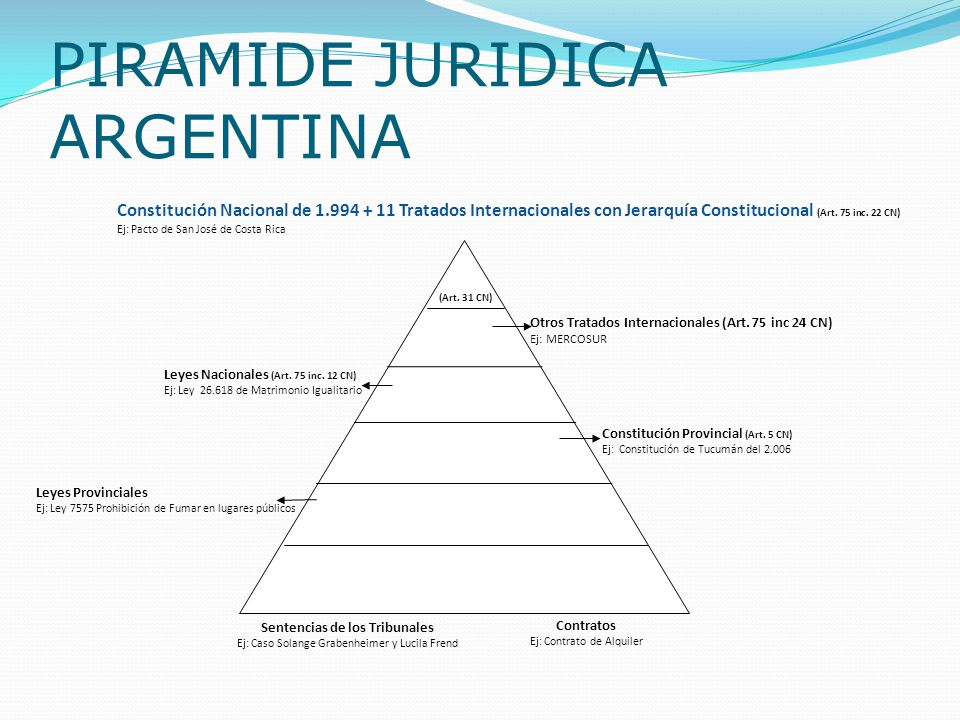 PIRAMIDE JURIDICA
ARGENTINA
Constitución Nacional de 1.994 + 11 Tratados Internacionales con Jerarquía Constitucional (Art. 75 inc. 22 CN)
Ej: Pacto de San José de Costa Rica
(Art. 31 CN)
Otros Tratados Internacionales (Art. 75 inc 24 CN)
Ej: MERCOSUR
Leyes Nacionales (Art. 75 inc. 12 CN)
Ej: Ley 26.618 de Matrimonio Igualitario
Constitución Provincial (Art. 5 CN)
Ej: Constitución de Tucumán del 2.006
Leyes Provinciales
Ej: Ley 7575 Prohibición de Fumar en lugares públicos
Sentencias de los Tribunales
Ej: Caso Solange Grabenheimer y Lucila Frend
Contratos
Ej: Contrato de Alquiler